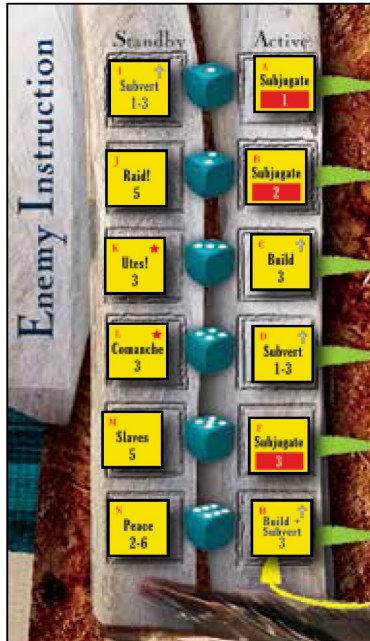 Enemy Instruction
Standby
Active
I
Subvert
1-3
A
Subjugate
1
J
Raid!
5
B
Subjugate
2
K
Utes!
3
C
Build
3
L
Comanche
3
D
Subvert
1-3
M
Slaves
5
F
Subjugate
3
N
Peace
2-6
H
Build +
Subvert
3